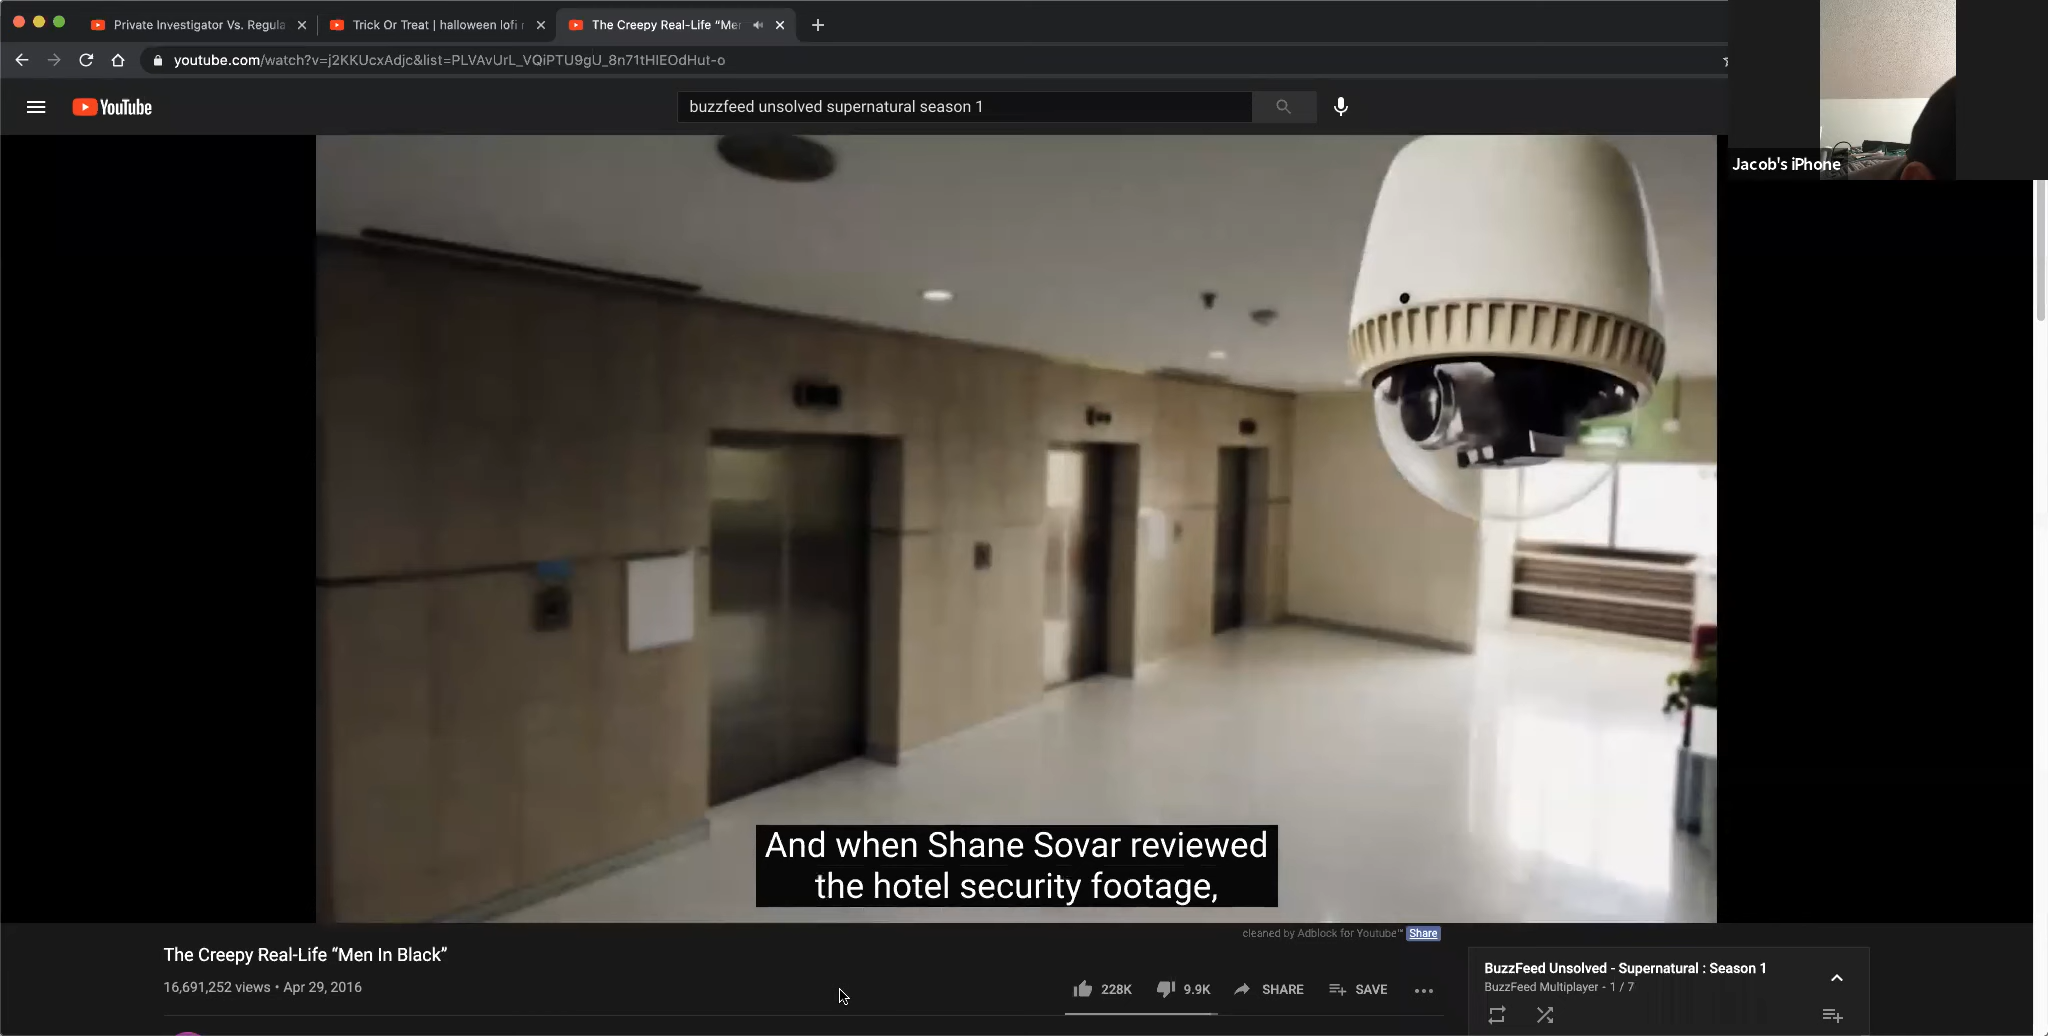 Private Investigator Vs. Regula
Trick Or Treat | halloween lofi
The Creepy Real-Life “Me
youtube.com/watch?v=j2KKUcxAdjc&list=PLVAvUrL_VQiPTU9gU_8n71tHIEOdHut-o
YouTube
buzzfeed unsolved supernatural season 1
Jacob's iPhone
And when Shane Sovar reviewed
the hotel security footage,
cleaned by Adblock for Youtube™ Share
The Creepy Real-Life “Men In Black”
16,691,252 views • Apr 29, 2016
228K 9.9K SHARE SAVE
BuzzFeed Unsolved - Supernatural : Season 1
BuzzFeed Multiplayer - 1 / 7